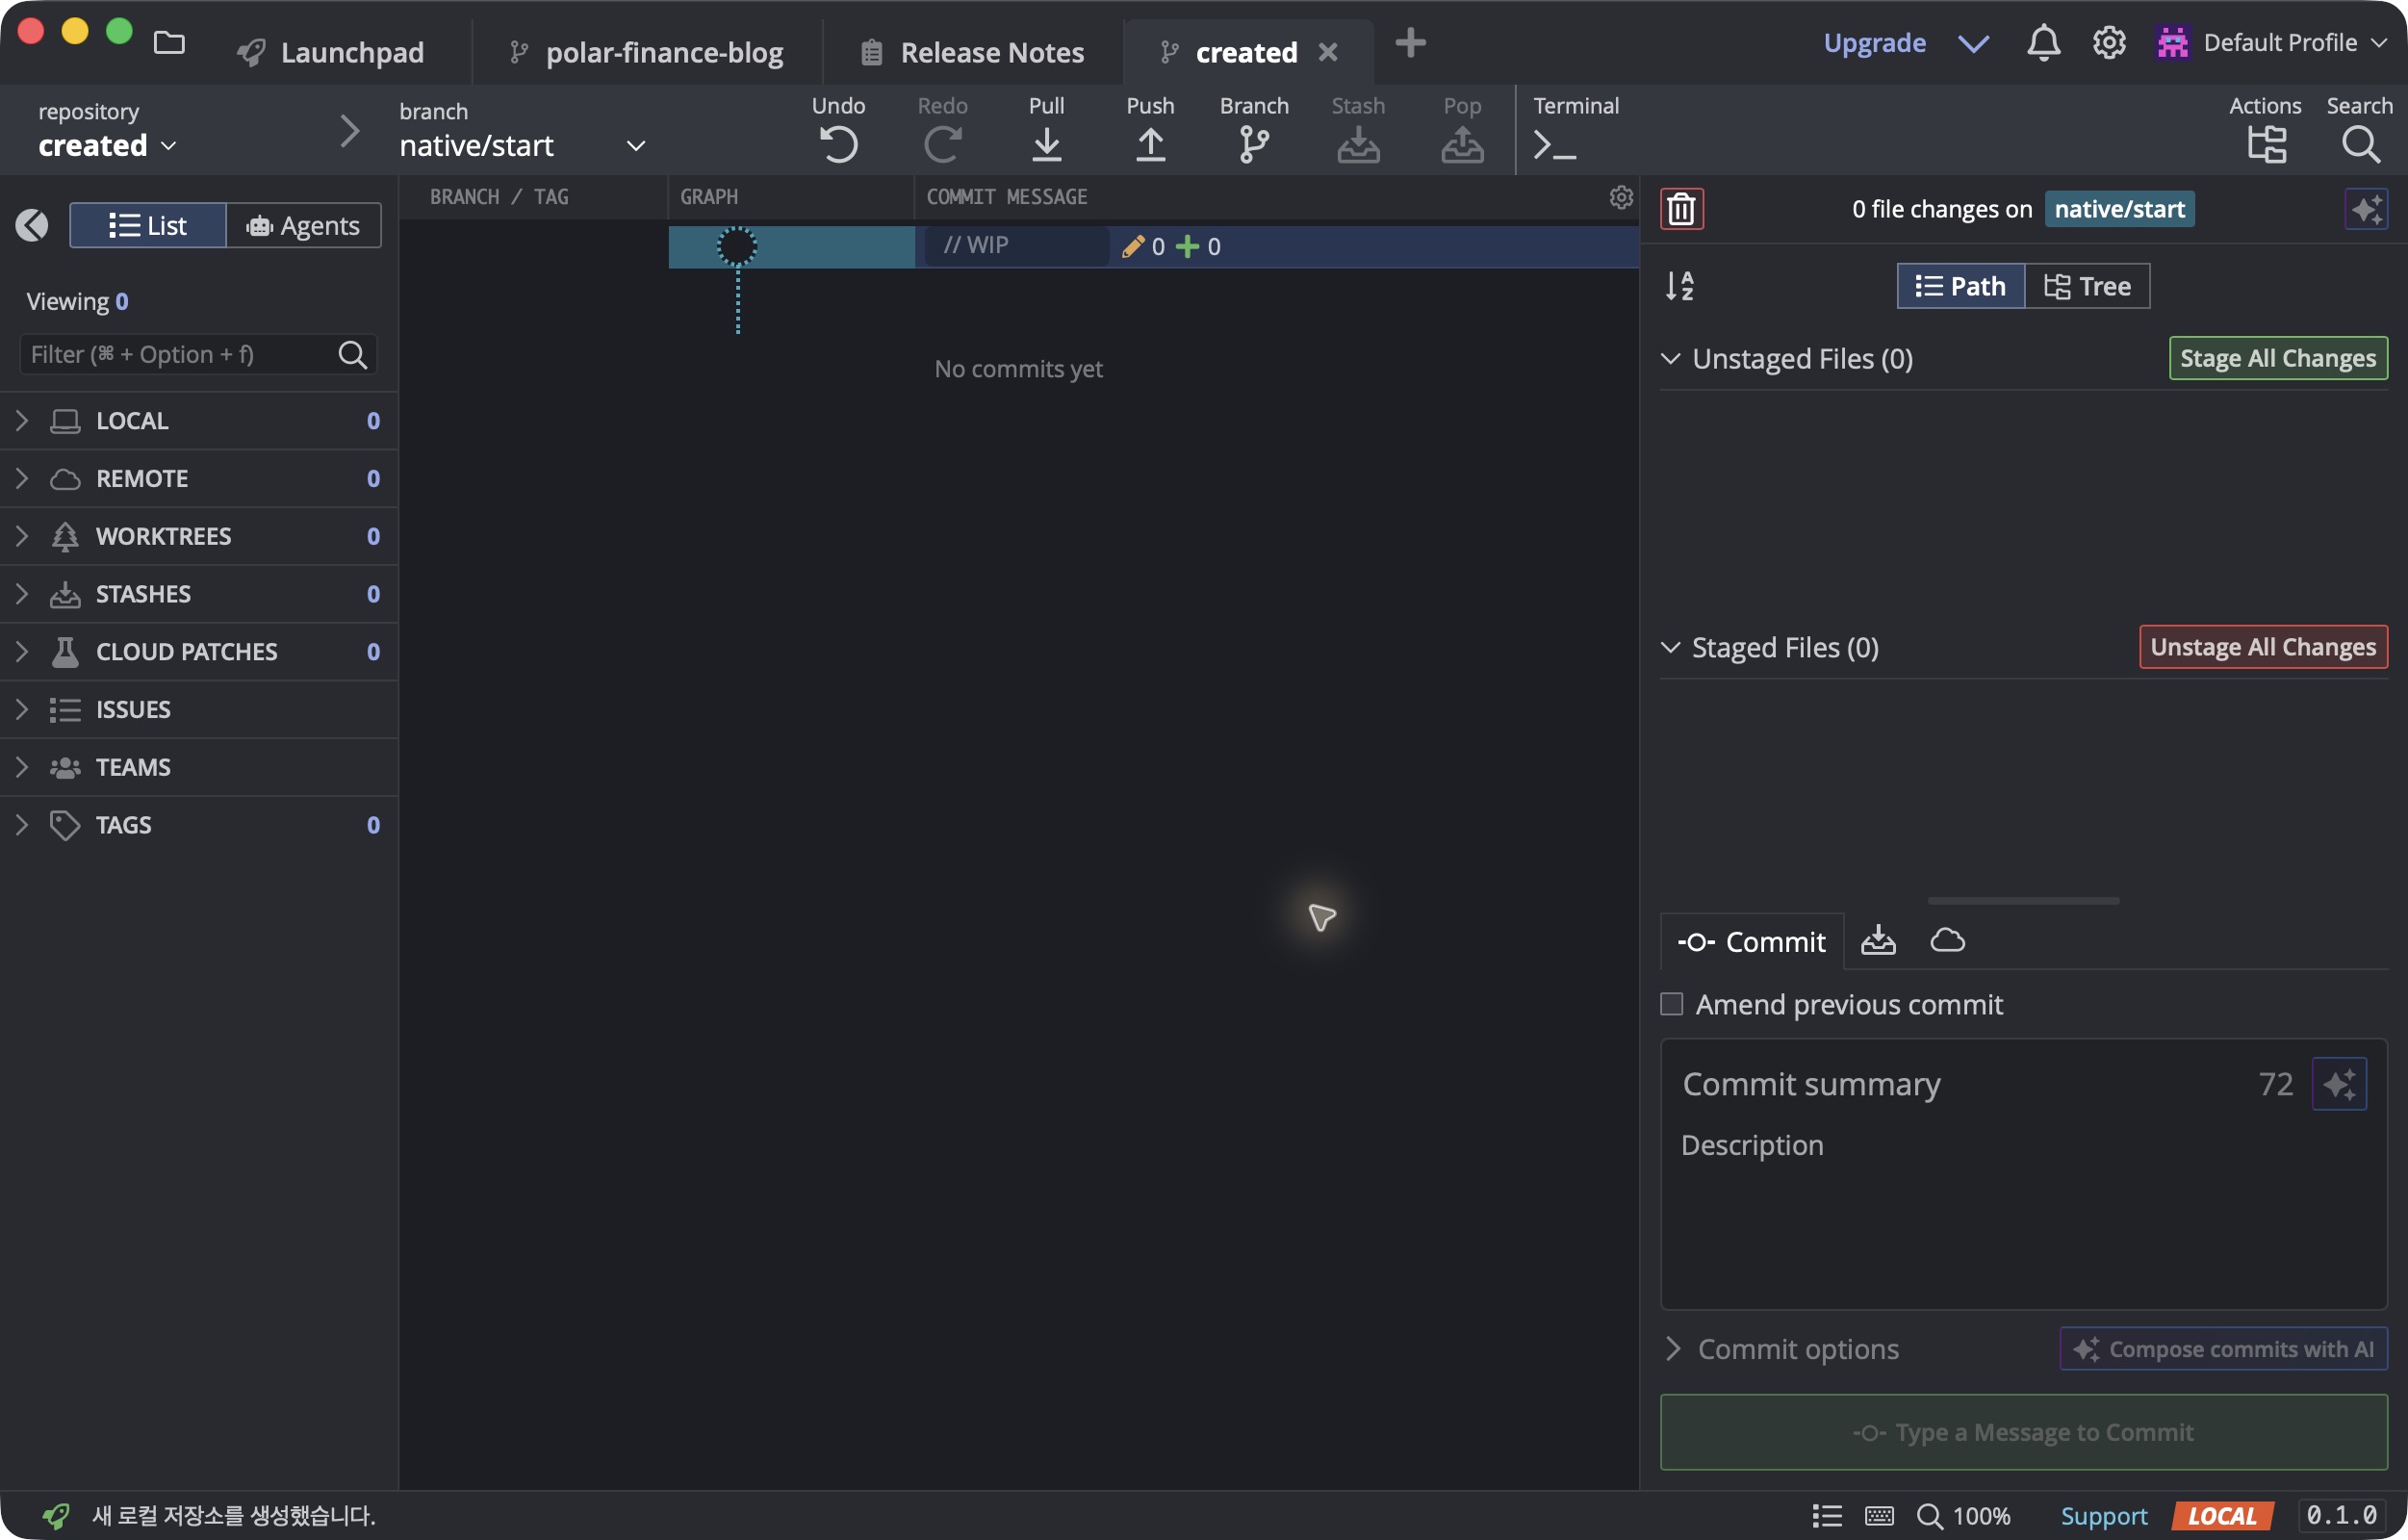 Launchpad
polar-finance-blog
Release Notes
created
Upgrade
Default Profile
repository
created
branch
native/start
Undo
Redo
Pull
Push
Branch
Stash
Pop
Terminal
Actions
Search
List
Agents
Viewing 0
Filter (⌘ + Option + f)
LOCAL 0
REMOTE 0
WORKTREES 0
STASHES 0
CLOUD PATCHES 0
ISSUES
TEAMS
TAGS 0
BRANCH / TAG
GRAPH
COMMIT MESSAGE
// WIP
0
0
No commits yet
0 file changes on native/start
Path
Tree
Unstaged Files (0)
Stage All Changes
Staged Files (0)
Unstage All Changes
Commit
Amend previous commit
Commit summary
72
Description
Commit options
Compose commits with AI
Type a Message to Commit
새 로컬 저장소를 생성했습니다.
100%
Support
LOCAL
0.1.0